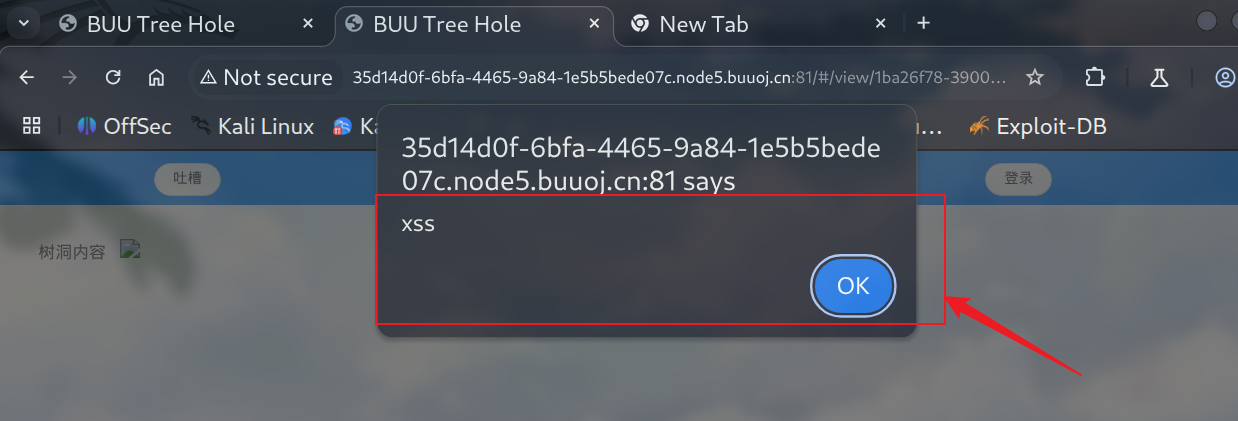 BUU Tree Hole
BUU Tree Hole
New Tab
Not secure
35d14d0f-6bfa-4465-9a84-1e5b5bede07c.node5.buuoj.cn:81/#/view/1ba26f78-3900...
OffSec
Kali Linux
Ka
...
Exploit-DB
35d14d0f-6bfa-4465-9a84-1e5b5bede
07c.node5.buuoj.cn:81 says
吐槽
登录
xss
树洞内容
OK